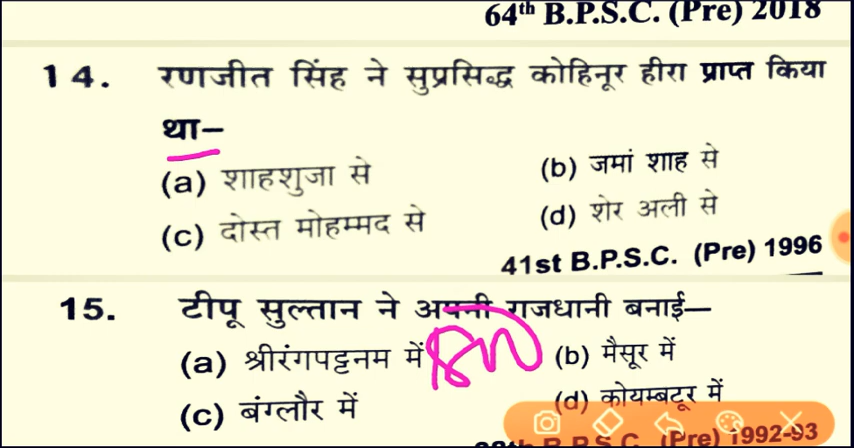 64th B.P.S.C. (Pre) 2018
14. रणजीत सिंह ने सुप्रसिद्ध कोहिनूर हीरा प्राप्त किया
था–
(a) शाहशुजा से (b) जमां शाह से
(c) दोस्त मोहम्मद से (d) शेर अली से
41st B.P.S.C. (Pre) 1996
15. टीपू सुल्तान ने अपनी राजधानी बनाई—
(a) श्रीरंगपट्टनम में (b) मैसूर में
(c) बंग्लौर में (d) कोयम्बटूर में
B.P.S.C. (Pre) 1992-93